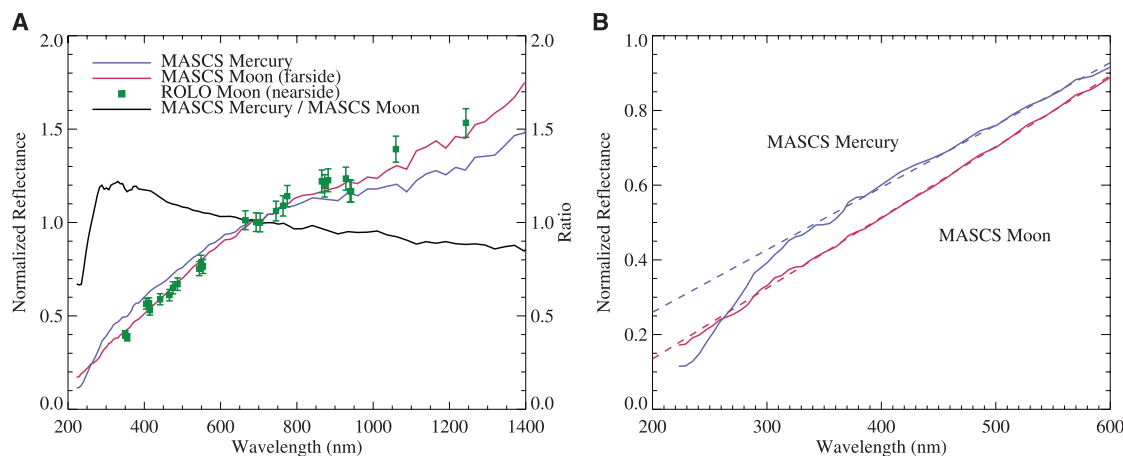 A
2.0
1.5
1.0
0.5
0.0
Normalized Reflectance
MASCS Mercury
MASCS Moon (farside)
ROLO Moon (nearside)
MASCS Mercury / MASCS Moon
2.0
1.5
1.0
0.5
0.0
Ratio
200 400 600 800 1000 1200 1400
Wavelength (nm)
B
1.0
0.8
0.6
0.4
0.2
0.0
Normalized Reflectance
MASCS Mercury
MASCS Moon
200 300 400 500 600
Wavelength (nm)